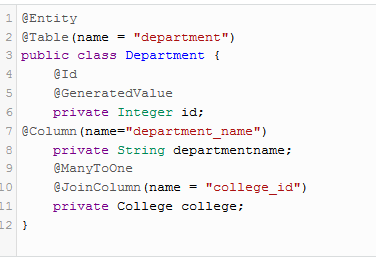 1 @Entity
2 @Table(name = "department")
3 public class Department {
4     @Id
5     @GeneratedValue
6     private Integer id;
7 @Column(name="department_name")
8     private String departmentname;
9     @ManyToOne
10     @JoinColumn(name = "college_id")
11     private College college;
12 }